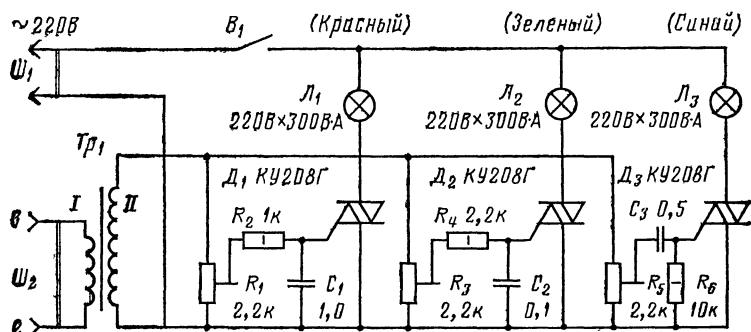 ~220В В₁ (Красный) (Зеленый) (Синий)
Ш₁
Л₁ Л₂ Л₃
220В×300В·А 220В×300В·А 220В×300В·А
Тр₁
I II
Д₁ КУ208Г Д₂ КУ208Г Д₃ КУ208Г
R₂ 1к R₄ 2,2к C₃ 0,5
в
Ш₂
в
R₁ C₁ R₃ C₂ R₅ R₆
2,2к 1,0 2,2к 0,1 2,2к 10к